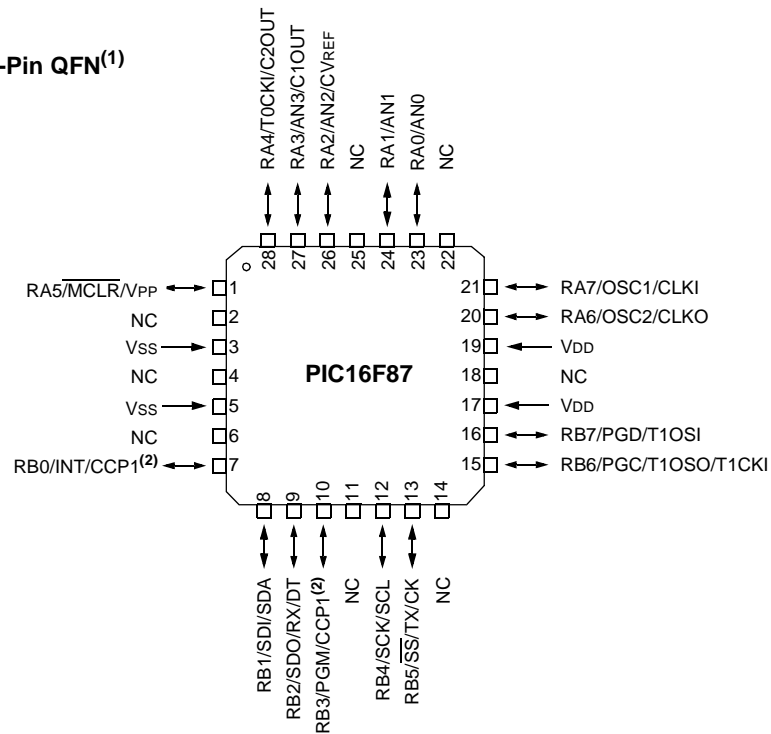 -Pin QFN(1)
RA4/T0CKI/C2OUT
RA3/AN3/C1OUT
RA2/AN2/CVREF
NC
RA1/AN1
RA0/AN0
NC
28
27
26
25
24
23
22
RA5/MCLR/VPP
1
NC
2
VSS
3
NC
4
VSS
5
NC
6
RB0/INT/CCP1(2)
7
PIC16F87
21
RA7/OSC1/CLKI
20
RA6/OSC2/CLKO
19
VDD
18
NC
17
VDD
16
RB7/PGD/T1OSI
15
RB6/PGC/T1OSO/T1CKI
8
9
10
11
12
13
14
RB1/SDI/SDA
RB2/SDO/RX/DT
RB3/PGM/CCP1(2)
NC
RB4/SCK/SCL
RB5/SS/TX/CK
NC